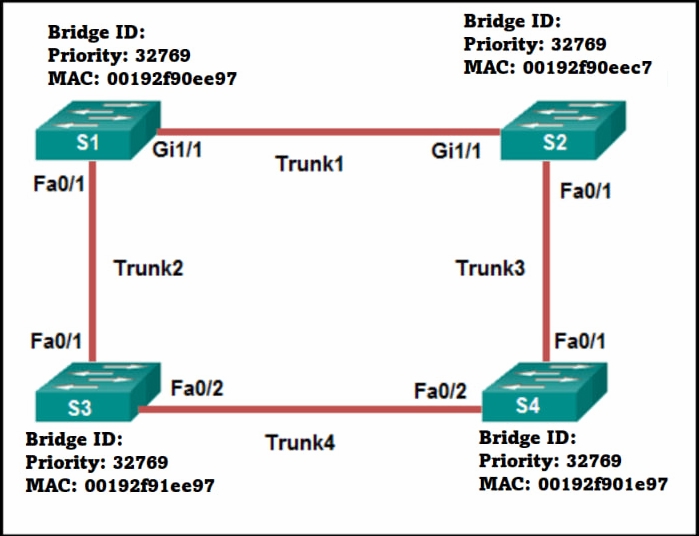 Bridge ID:
Priority: 32769
MAC: 00192f90ee97
Bridge ID:
Priority: 32769
MAC: 00192f90eec7
S1
Gi1/1
Trunk1
Gi1/1
S2
Fa0/1
Fa0/1
Trunk2
Trunk3
Fa0/1
Fa0/1
S3
Fa0/2
Fa0/2
S4
Trunk4
Bridge ID:
Priority: 32769
MAC: 00192f91ee97
Bridge ID:
Priority: 32769
MAC: 00192f901e97